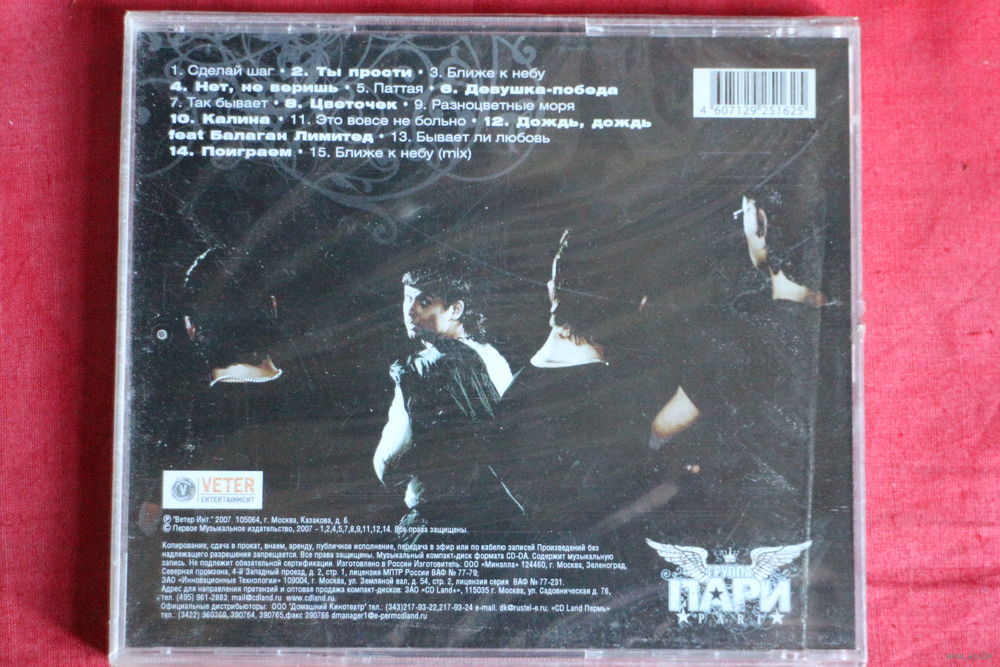 1. Сделай шаг • 2. Ты прости • 3. Ближе к небу
4. Нет, не веришь • 5. Паттая • 6. Девушка-победа
7. Так бывает • 8. Цветочек • 9. Разноцветные моря
10. Калина • 11. Это вовсе не больно • 12. Дождь, дождь
feat Балаган Лимитед • 13. Бывает ли любовь
14. Поиграем • 15. Ближе к небу (mix)
4 607129 251625
VETER
ENTERTAINMENT
℗ "Ветер Инт." 2007. 105064, г. Москва, Казакова, д. 6.
© Первое Музыкальное издательство, 2007 - 1,2,4,5,7,8,9,11,12,14. Все права защищены.
Копирование, сдача в прокат, внаем, аренду, публичное исполнение, передача в эфир или по кабелю записей Произведений без
надлежащего разрешения запрещается. Музыкальный компакт-диск формата CD-DA. Содержит музыкальную
запись. Не подлежит обязательной сертификации. Изготовлено в России Изготовитель: ООО «Минэлла» 124460, г. Москва, Зеленоград,
Северная промзона, 4-й Западный проезд, д. 2, стр. 1, лицензия МПТР России ВАФ № 77-79;
ЗАО «Инновационные Технологии» 109004, г. Москва, ул. Земляной вал, д. 54, стр. 2, лицензия серия ВАФ № 77-231.
Адрес для направления претензий и оптовая продажа компакт-дисков: ЗАО «CD Land+», 115035 г. Москва, ул. Садовническая д. 76,
тел. (495) 961-2883; mail@cdland.ru www.cdland.ru
Официальные дистрибьюторы: ООО "Домашний Кинотеатр" тел.: (343)217-93-22,217-93-24 e-mail: dk@rustel-e.ru; «CD Land Пермь»
тел.: (3422) 960369, 390764, 390765,факс 390766 dmanager1@e-permcdland.ru
ГРУППА
ПАРИ
PARI